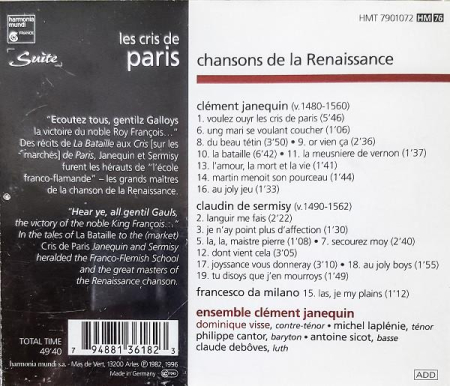 harmonia
mundi
FRANCE
Suite
les cris de
paris
"Ecoutez tous, gentilz Galloys
la victoire du noble Roy François..."
Des récits de La Bataille aux Cris [sur les
marchés] de Paris, Janequin et Sermisy
furent les hérauts de "l'école
franco-flamande" – les grands maîtres
de la chanson de la Renaissance.
"Hear ye, all gentil Gauls,
the victory of the noble King François..."
In the tales of La Bataille to the (market)
Cris de Paris Janequin and Sermisy
heralded the Franco-Flemish School
and the great masters of
the Renaissance chanson.
TOTAL TIME
49'40
7 94881 36182 3
harmonia mundi s.a. - Mas de Vert, 13200 Arles Ⓟ 1982, 1996
HMT 7901072 HM 76
chansons de la Renaissance
clément janequin (v.1480-1560)
1. voulez ouyr les cris de paris (5'46)
6. ung mari se voulant coucher (1'06)
8. du beau tétin (3'50) • 9. or vien ça (2'36)
10. la bataille (6'42) • 11. la meusniere de vernon (1'37)
13. l'amour, la mort et la vie (1'41)
14. martin menoit son pourceau (1'44)
16. au joly jeu (1'33)
claudin de sermisy (v.1490-1562)
2. languir me fais (2'22)
3. je n'ay point plus d'affection (1'30)
5. la, la, maistre pierre (1'08) • 7. secourez moy (2'40)
12. dont vient cela (3'05)
17. joyssance vous donneray (3'10) • 18. au joly boys (1'55)
19. tu disoys que j'en mourroys (1'49)
francesco da milano 15. las, je my plains (1'12)
ensemble clément janequin
dominique visse, contre-ténor • michel laplénie, ténor
philippe cantor, baryton • antoine sicot, basse
claude debôves, luth
ADD